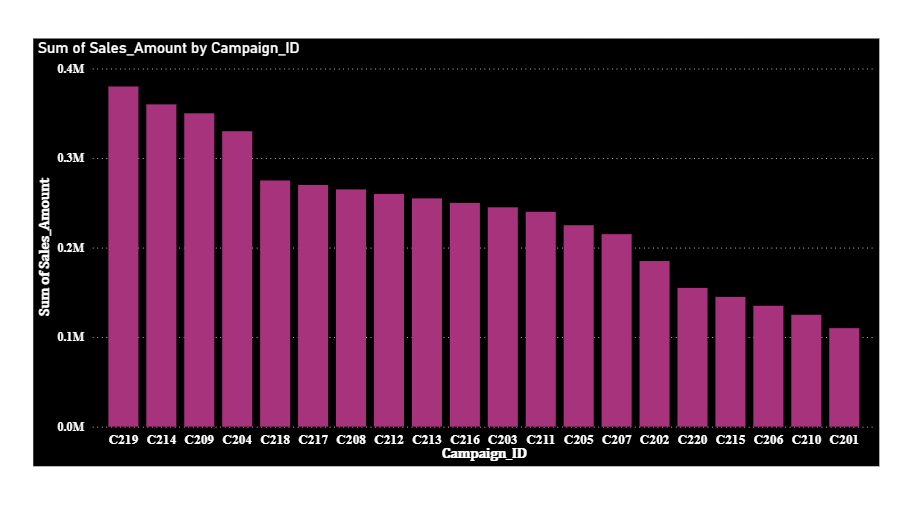 Sum of Sales_Amount by Campaign_ID
0.4M
0.3M
0.2M
0.1M
0.0M
Sum of Sales_Amount
C219 C214 C209 C204 C218 C217 C208 C212 C213 C216 C203 C211 C205 C207 C202 C220 C215 C206 C210 C201
Campaign_ID